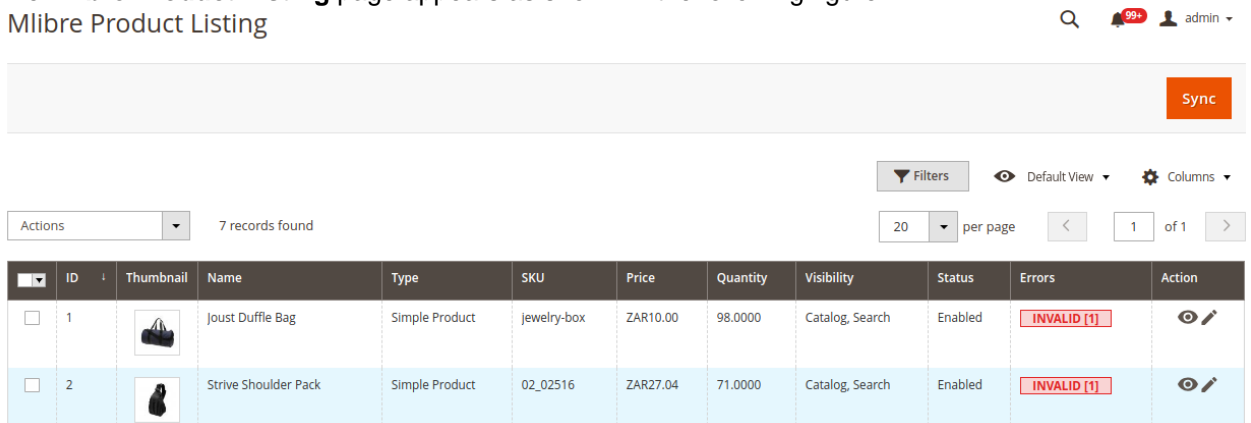 Mlibre Product Listing
99+ admin
Sync
Filters Default View Columns
Actions 7 records found 20 per page 1 of 1
ID ↓ Thumbnail Name Type SKU Price Quantity Visibility Status Errors Action
1 Joust Duffle Bag Simple Product jewelry-box ZAR10.00 98.0000 Catalog, Search Enabled INVALID [1]
2 Strive Shoulder Pack Simple Product 02_02516 ZAR27.04 71.0000 Catalog, Search Enabled INVALID [1]